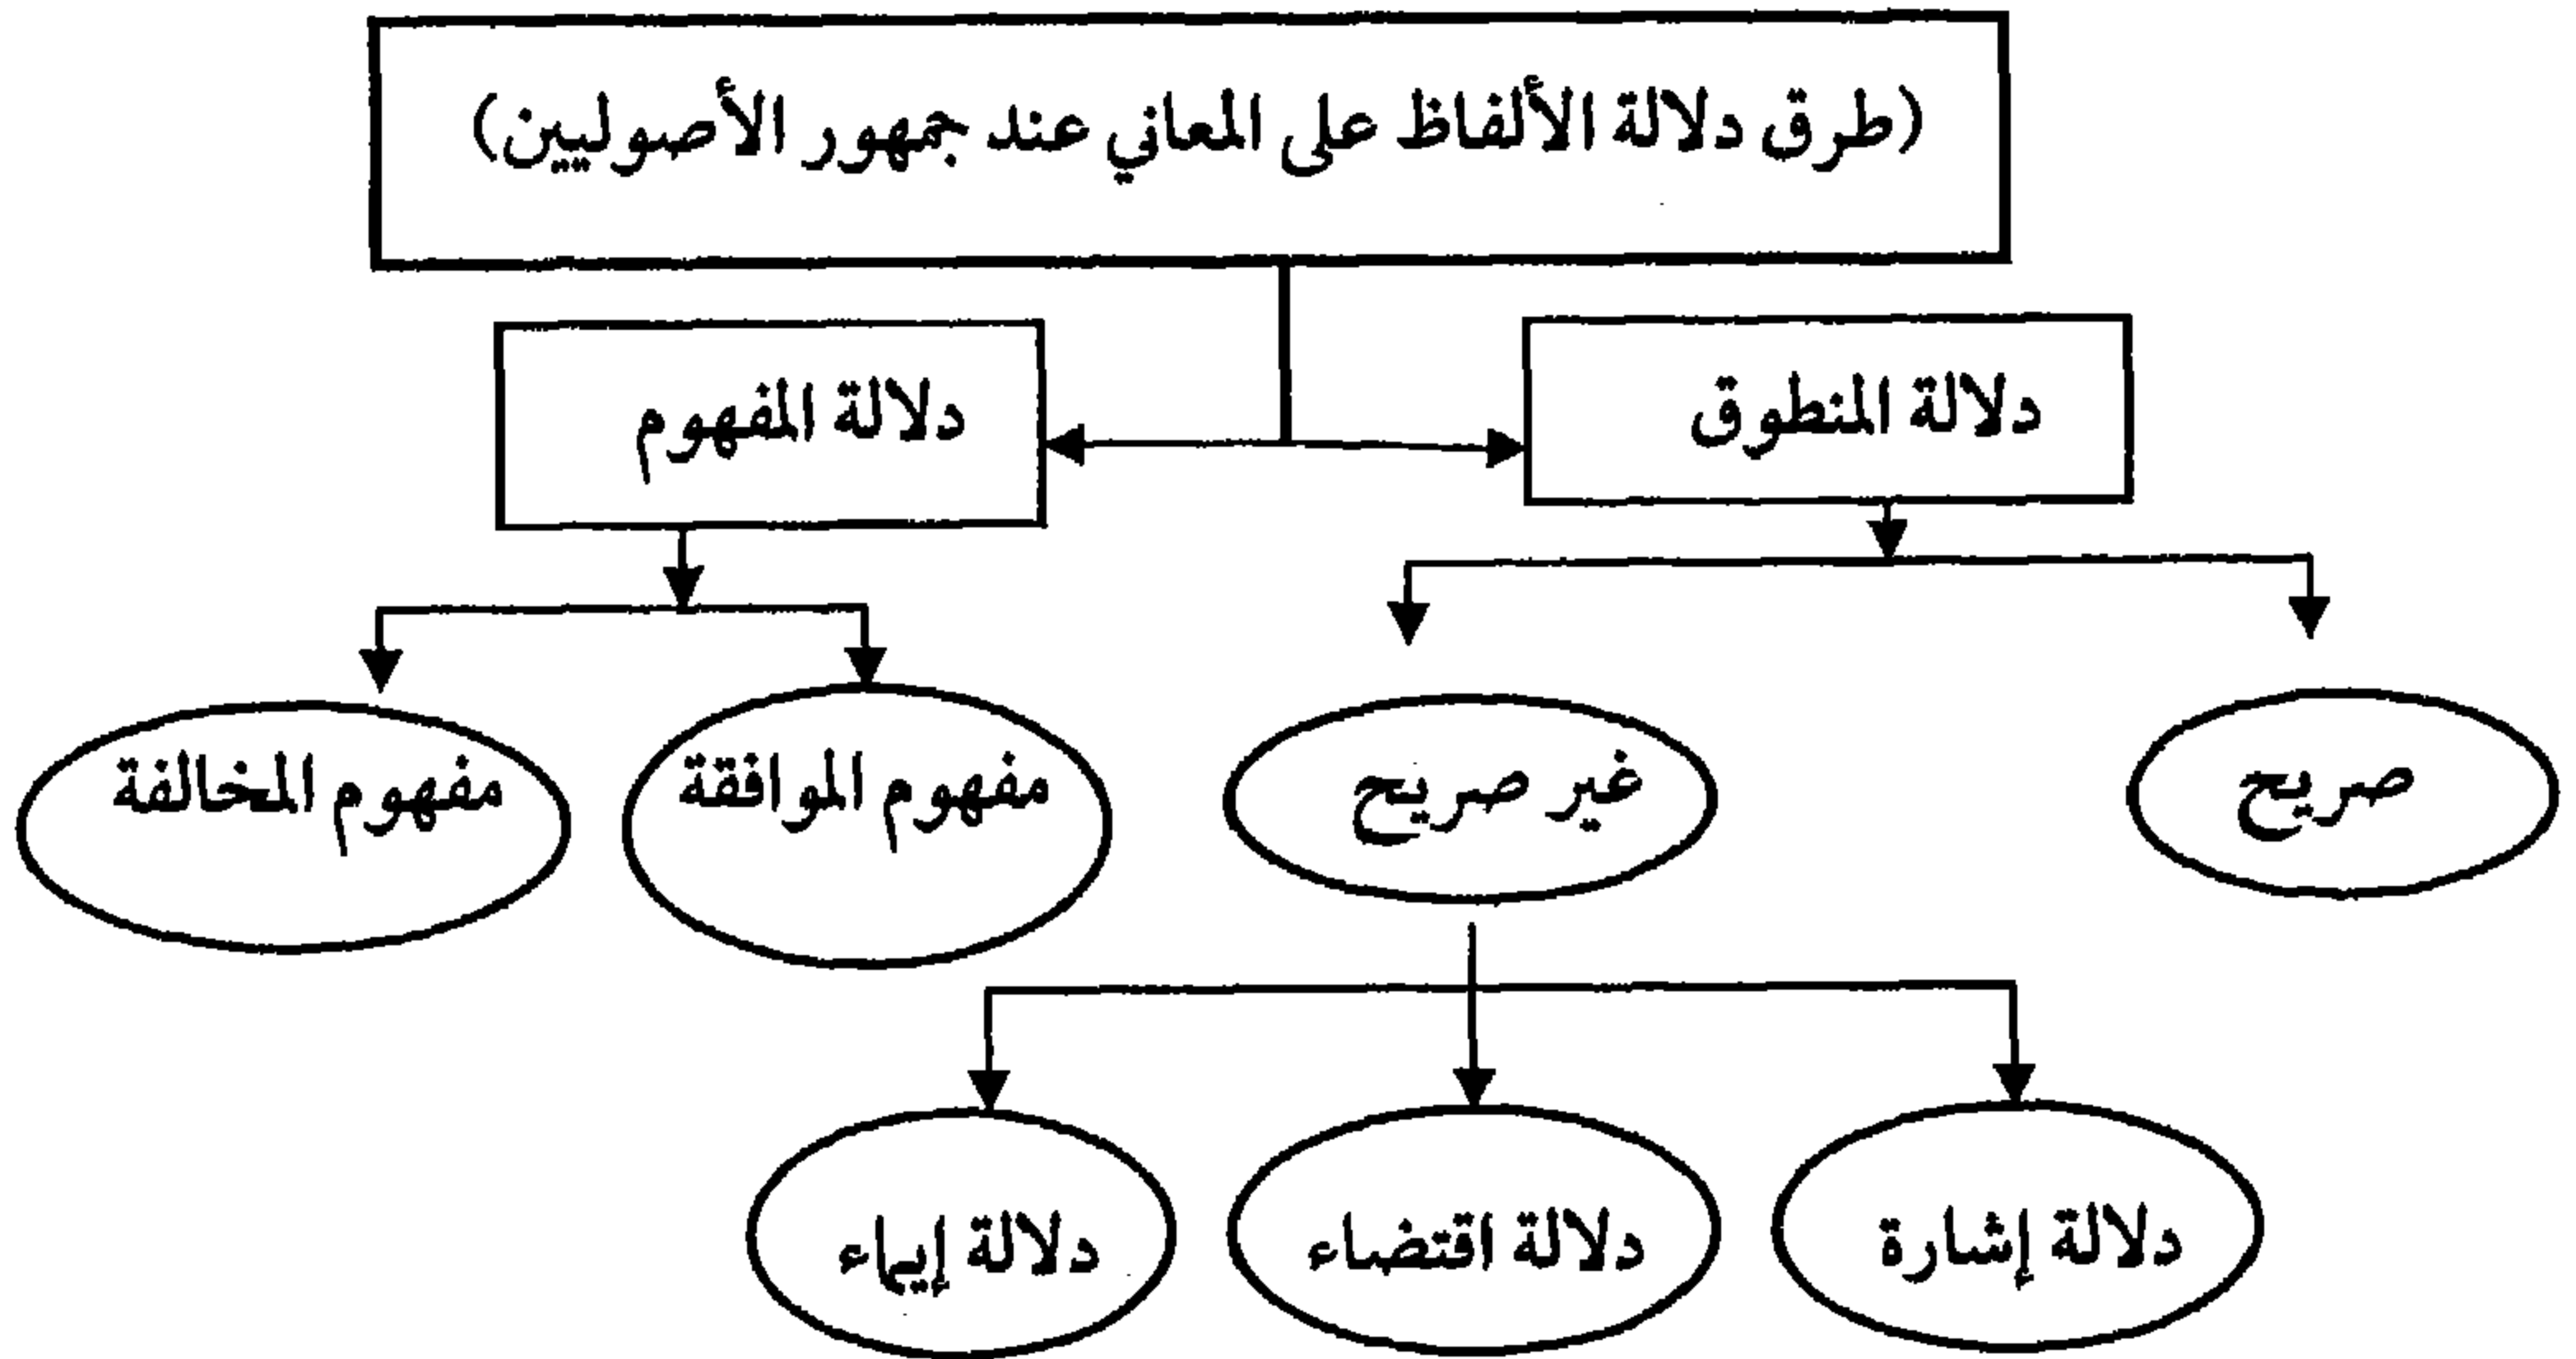 (طرق دلالة الألفاظ على المعاني عند جمهور الأصوليين)
دلالة المنطوق
دلالة المفهوم
صريح
غير صريح
مفهوم الموافقة
مفهوم المخالفة
دلالة إشارة
دلالة اقتضاء
دلالة إيماء